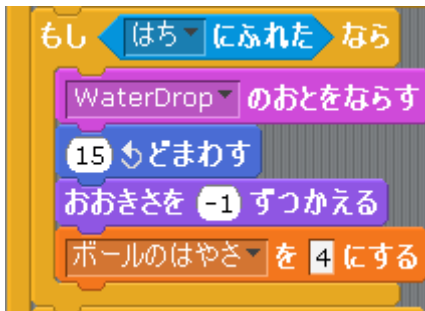 もし はち にふれた なら
WaterDrop のおとをならす
15 どまわす
おおきさを -1 ずつかえる
ボールのはやさ を 4 にする